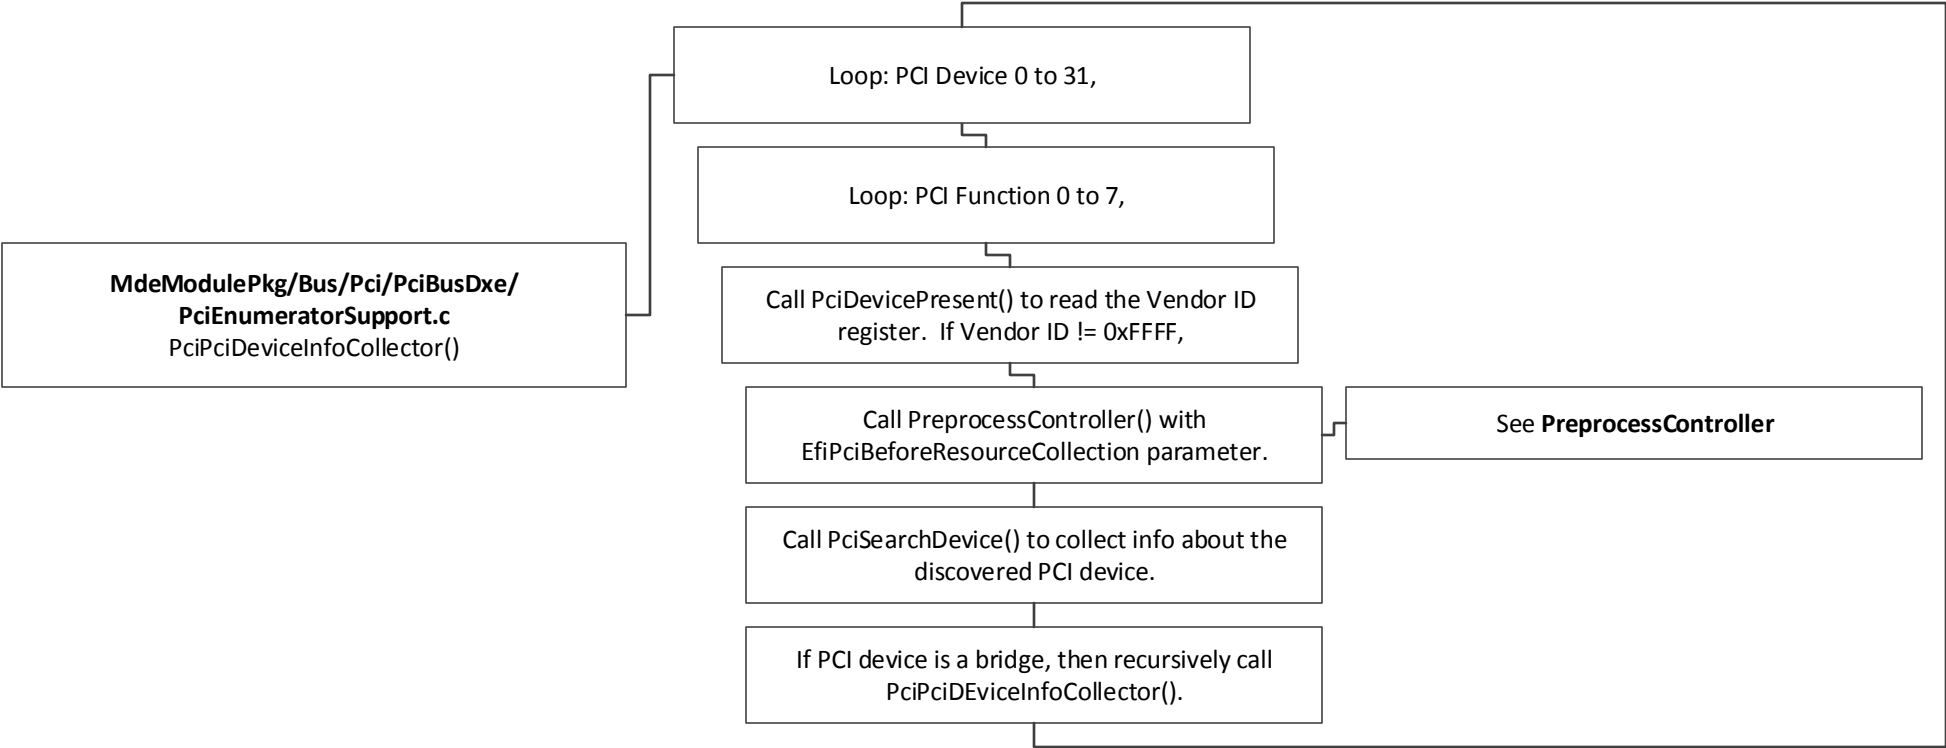 Loop: PCI Device 0 to 31,
Loop: PCI Function 0 to 7,
MdeModulePkg/Bus/Pci/PciBusDxe/
PciEnumeratorSupport.c
PciPciDeviceInfoCollector()
Call PciDevicePresent() to read the Vendor ID
register.  If Vendor ID != 0xFFFF,
Call PreprocessController() with
EfiPciBeforeResourceCollection parameter.
See PreprocessController
Call PciSearchDevice() to collect info about the
discovered PCI device.
If PCI device is a bridge, then recursively call
PciPciDEviceInfoCollector().